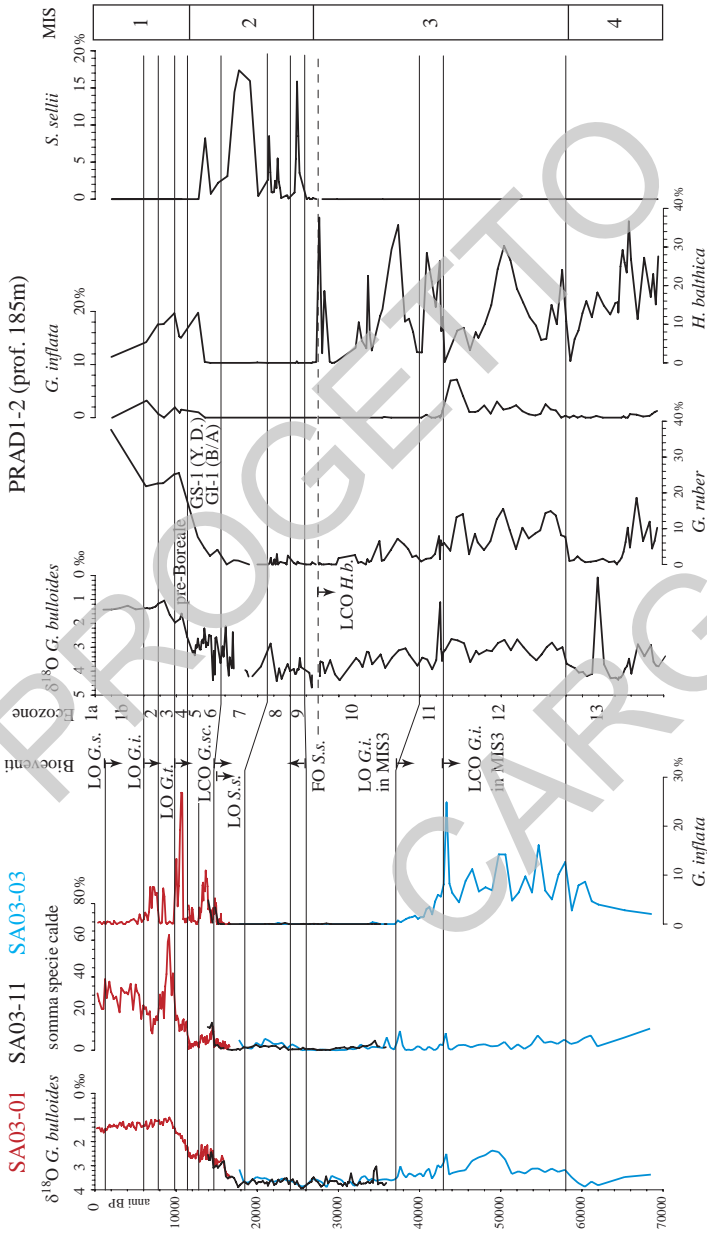 PRAD1-2 (prof. 185m)
MIS
1
2
3
4
S. sellii
0 5 10 15 20%
H. balthica
0 10 20 30 40%
G. inflata
0 10 20%
G. ruber
0 10 20 30 40%
GS-1 (Y. D.)
GI-1 (B/A)
pre-Boreale
LCO H.b.
δ18O G. bulloides
5 4 3 2 1 0‰
Ecozone
1a
1b
2
3
4
5
6
7
8
9
10
11
12
13
Bioeventi
LO G.s.
LO G.i.
LO G.t.
LCO G.sc.
LO S.s.
FO S.s.
LO G.i.
in MIS3
LCO G.i.
in MIS3
SA03-01 SA03-11 SA03-03
G. inflata
0 10 20 30%
somma specie calde
0 20 40 60 80%
δ18O G. bulloides
4 3 2 1 0‰
anni BP
0
10000
20000
30000
40000
50000
60000
70000
PROGETTO
CARG